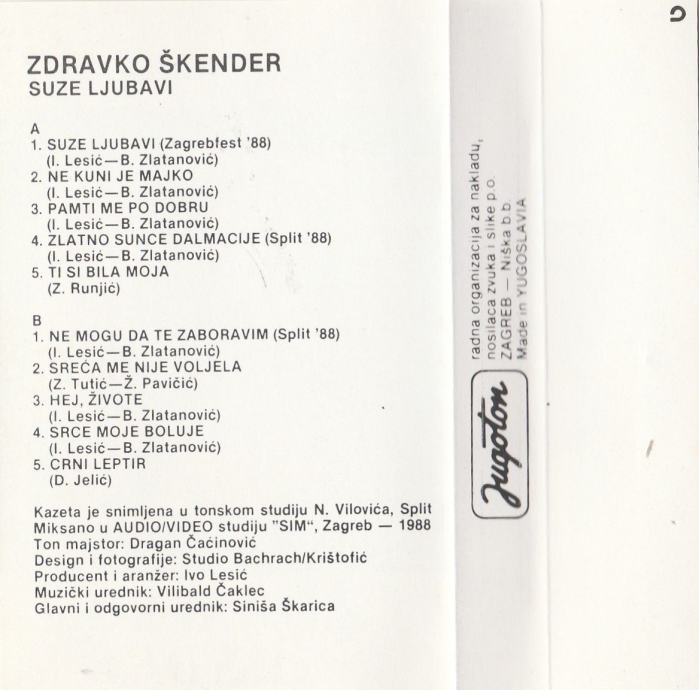 ZDRAVKO ŠKENDER
SUZE LJUBAVI
A
1. SUZE LJUBAVI (Zagrebfest '88)
(I. Lesić—B. Zlatanović)
2. NE KUNI JE MAJKO
(I. Lesić—B. Zlatanović)
3. PAMTI ME PO DOBRU
(I. Lesić—B. Zlatanović)
4. ZLATNO SUNCE DALMACIJE (Split '88)
(I. Lesić—B. Zlatanović)
5. TI SI BILA MOJA
(Z. Runjić)
B
1. NE MOGU DA TE ZABORAVIM (Split '88)
(I. Lesić—B. Zlatanović)
2. SREĆA ME NIJE VOLJELA
(Z. Tutić—Ž. Pavičić)
3. HEJ, ŽIVOTE
(I. Lesić—B. Zlatanović)
4. SRCE MOJE BOLUJE
(I. Lesić—B. Zlatanović)
5. CRNI LEPTIR
(D. Jelić)
Kazeta je snimljena u tonskom studiju N. Vilovića, Split
Miksano u AUDIO/VIDEO studiju "SIM", Zagreb — 1988
Ton majstor: Dragan Čaćinović
Design i fotografije: Studio Bachrach/Krištofić
Producent i aranžer: Ivo Lesić
Muzički urednik: Vilibald Čaklec
Glavni i odgovorni urednik: Siniša Škarica
Jugoton
radna organizacija za nakladu,
nosilaca zvuka i slike p.o.
ZAGREB — Niška b.b.
Made in YUGOSLAVIA